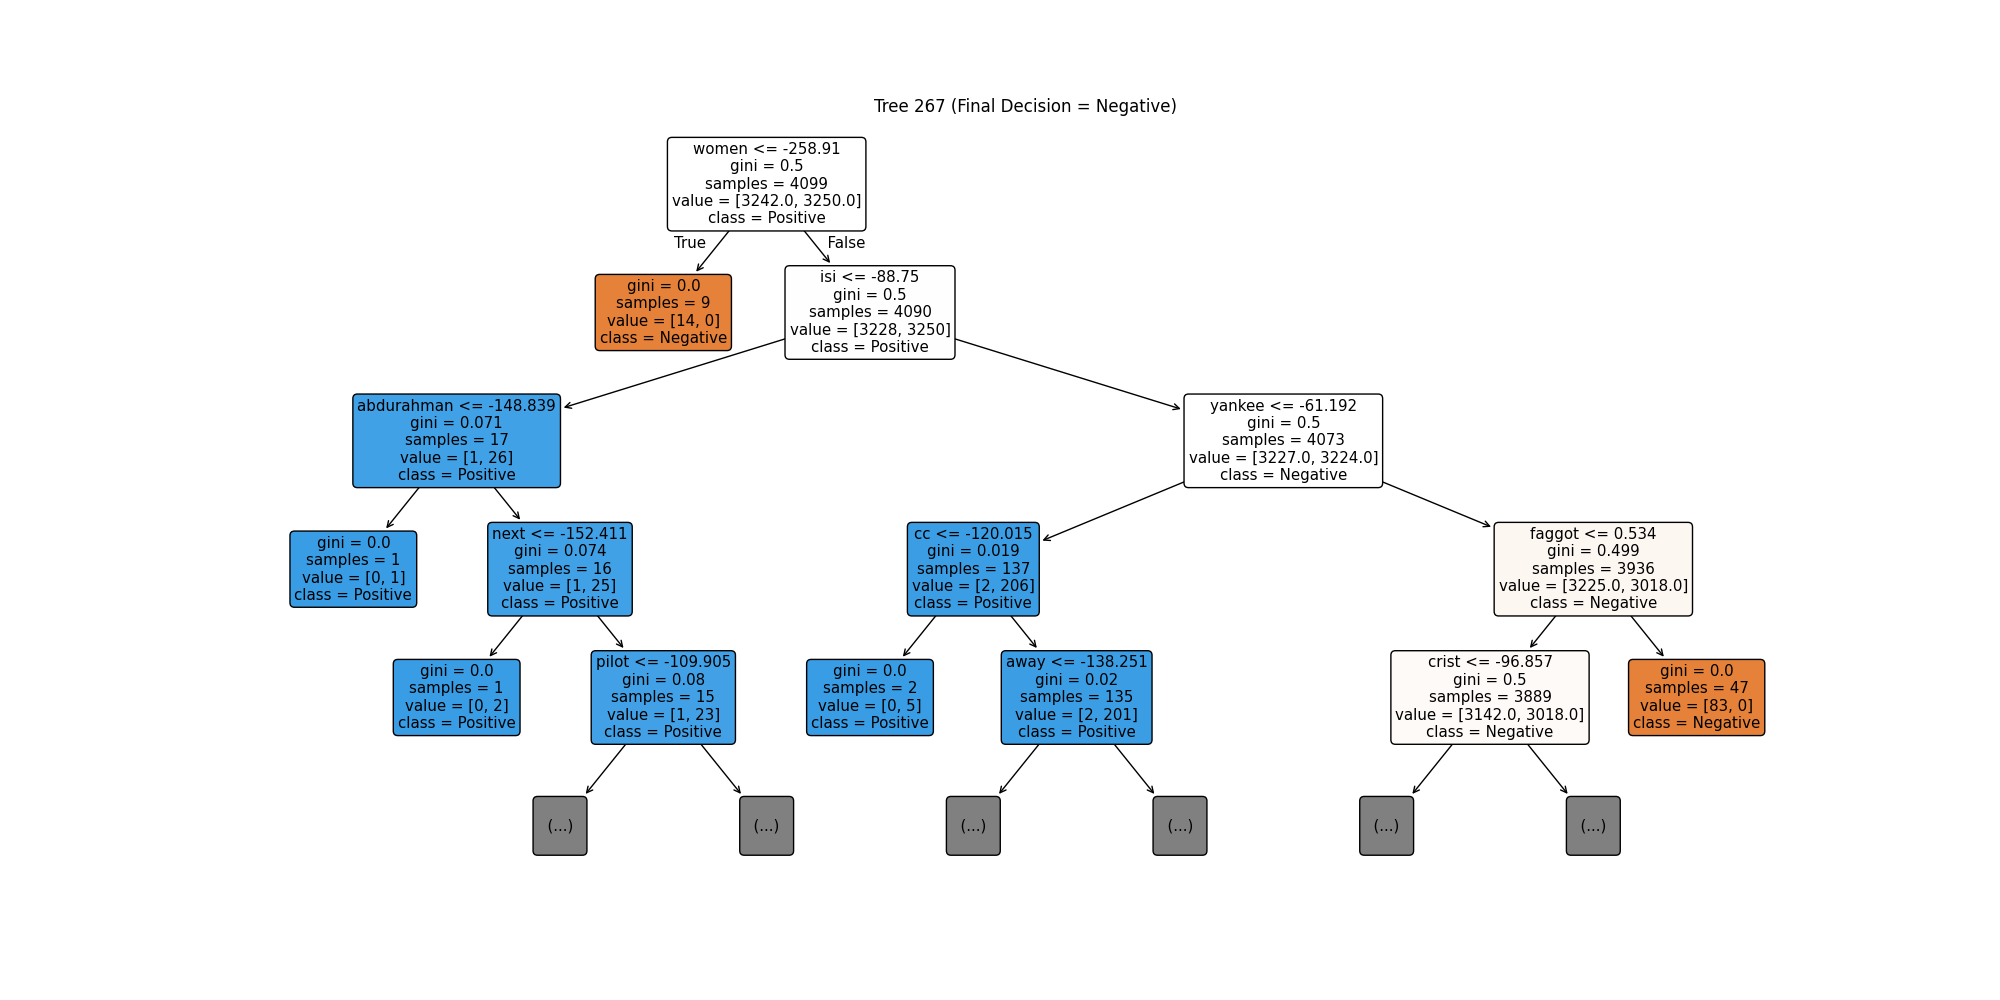 Tree 267 (Final Decision = Negative)
women <= -258.91
gini = 0.5
samples = 4099
value = [3242.0, 3250.0]
class = Positive
True
False
gini = 0.0
samples = 9
value = [14, 0]
class = Negative
isi <= -88.75
gini = 0.5
samples = 4090
value = [3228, 3250]
class = Positive
abdurahman <= -148.839
gini = 0.071
samples = 17
value = [1, 26]
class = Positive
yankee <= -61.192
gini = 0.5
samples = 4073
value = [3227.0, 3224.0]
class = Negative
gini = 0.0
samples = 1
value = [0, 1]
class = Positive
next <= -152.411
gini = 0.074
samples = 16
value = [1, 25]
class = Positive
cc <= -120.015
gini = 0.019
samples = 137
value = [2, 206]
class = Positive
faggot <= 0.534
gini = 0.499
samples = 3936
value = [3225.0, 3018.0]
class = Negative
gini = 0.0
samples = 1
value = [0, 2]
class = Positive
pilot <= -109.905
gini = 0.08
samples = 15
value = [1, 23]
class = Positive
gini = 0.0
samples = 2
value = [0, 5]
class = Positive
away <= -138.251
gini = 0.02
samples = 135
value = [2, 201]
class = Positive
crist <= -96.857
gini = 0.5
samples = 3889
value = [3142.0, 3018.0]
class = Negative
gini = 0.0
samples = 47
value = [83, 0]
class = Negative
(...)
(...)
(...)
(...)
(...)
(...)